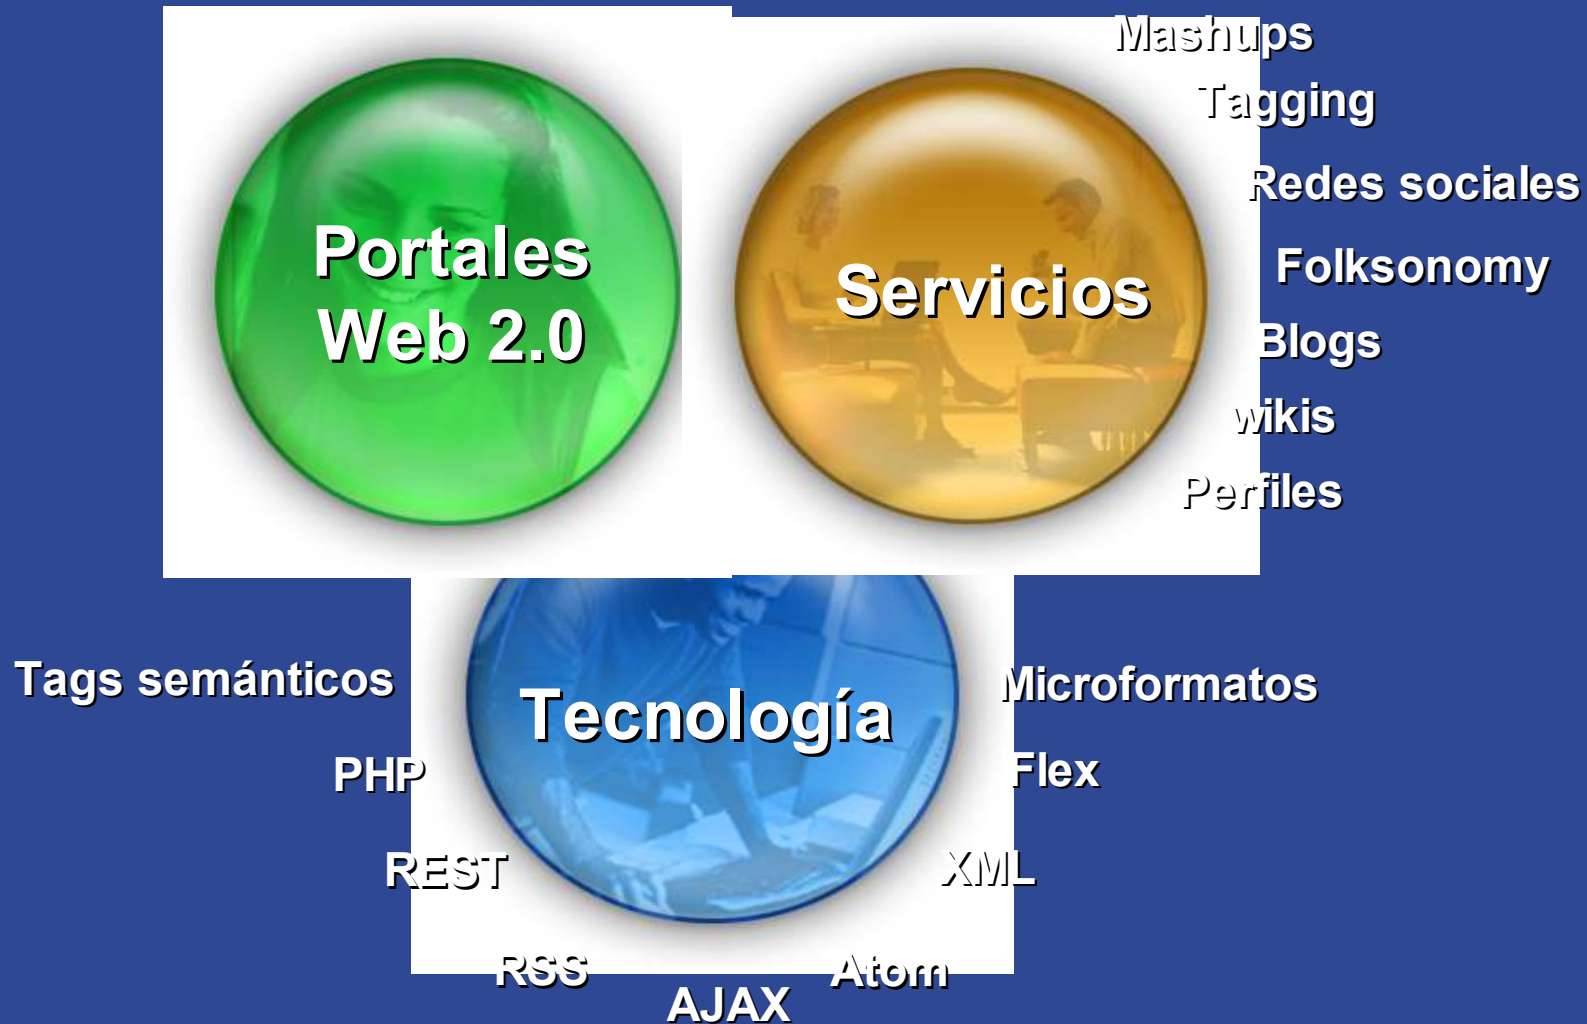 Portales
Web 2.0
Servicios
Mashups
Tagging
Redes sociales
Folksonomy
Blogs
wikis
Perfiles
Tecnología
Tags semánticos
PHP
REST
RSS
AJAX
Atom
XML
Flex
Microformatos